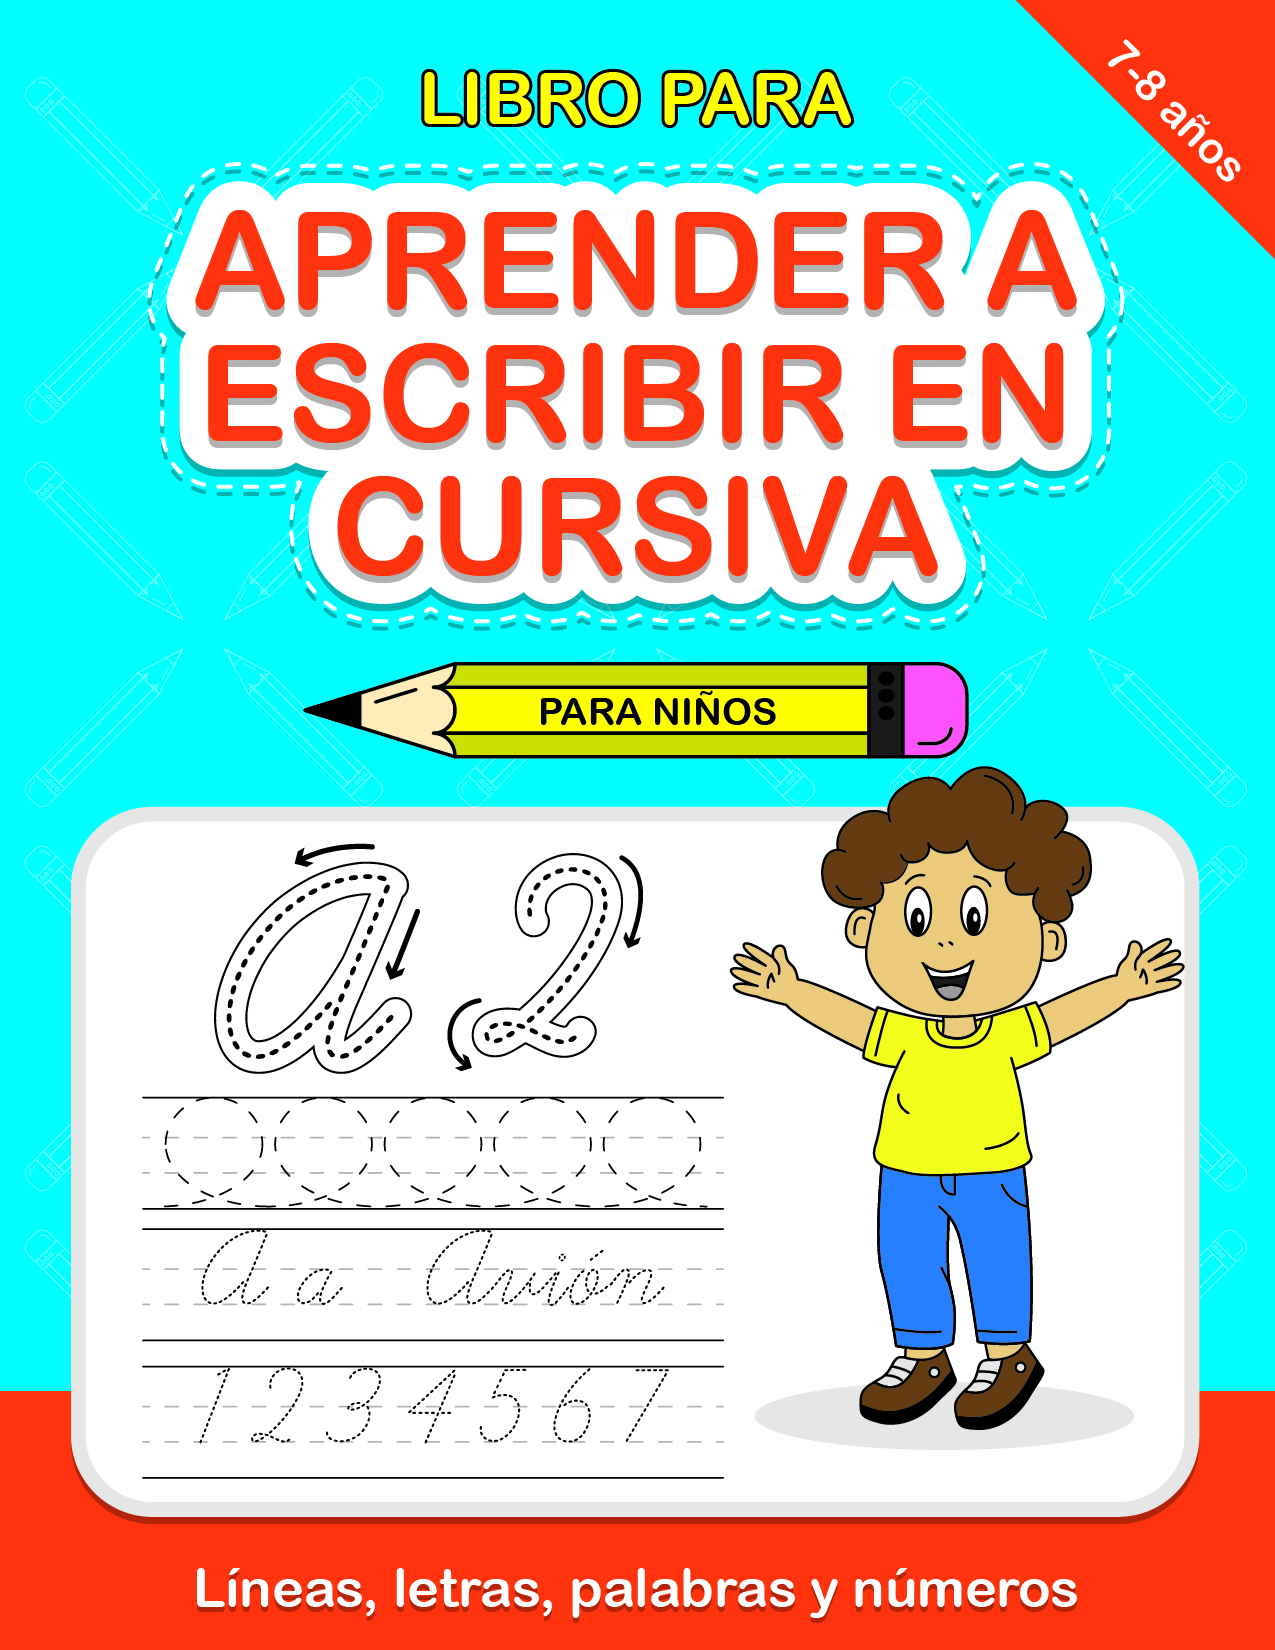 LIBRO PARA
7-8 años
APRENDER A
ESCRIBIR EN
CURSIVA
PARA NIÑOS
a 2
A a Avión
1 2 3 4 5 6 7
Líneas, letras, palabras y números